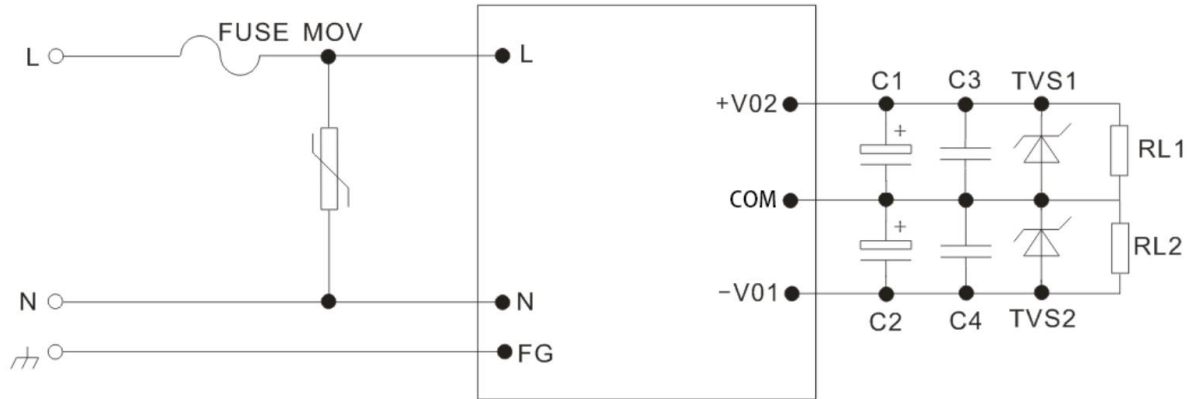 FUSE MOV
L
L
C1
C3
TVS1
+V02
+
RL1
COM
+
RL2
N
N
−V01
C2
C4
TVS2
FG